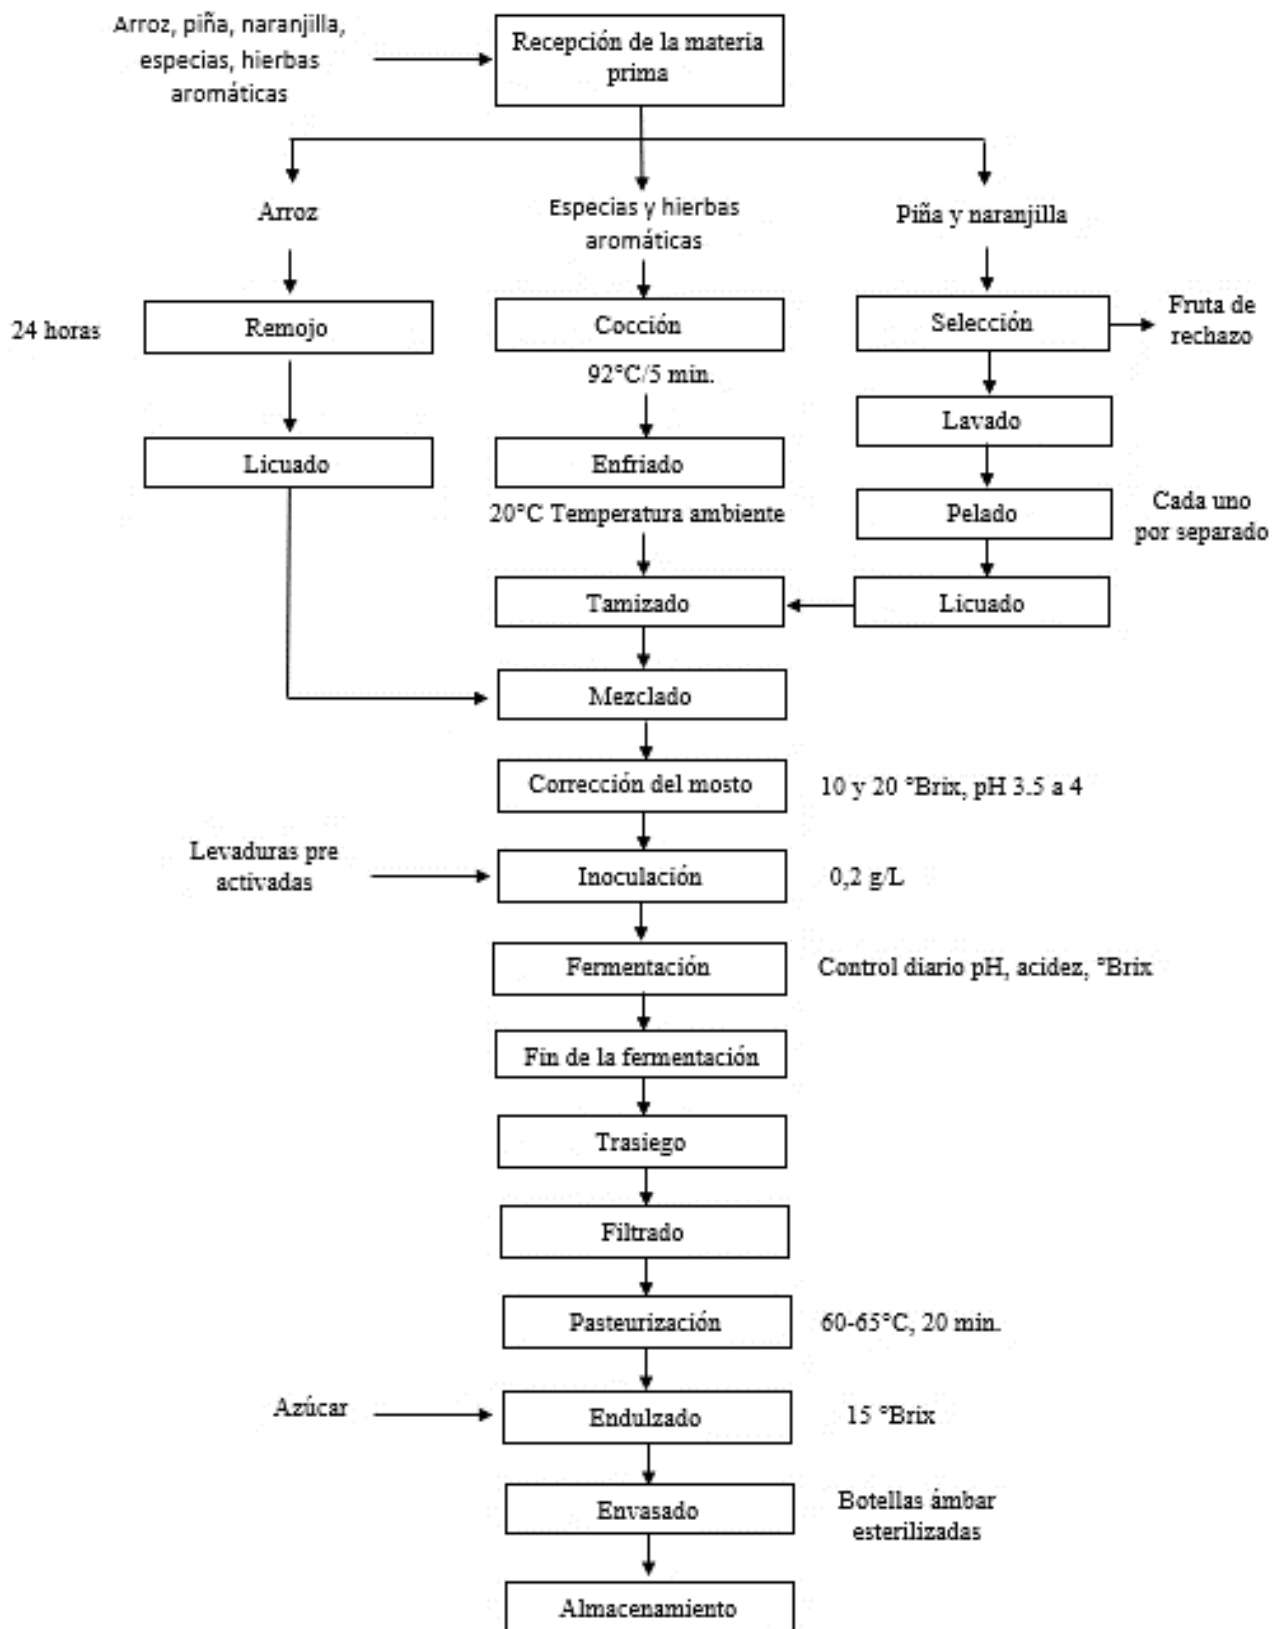 Arroz, piña, naranjilla,
especias, hierbas
aromáticas
Recepción de la materia
prima
Arroz
Especias y hierbas
aromáticas
Piña y naranjilla
24 horas
Remojo
Cocción
92°C/5 min.
Selección
Fruta de
rechazo
Lavado
Licuado
Enfriado
20°C Temperatura ambiente
Pelado
Cada uno
por separado
Tamizado
Licuado
Mezclado
Corrección del mosto
10 y 20 °Brix, pH 3.5 a 4
Levaduras pre
activadas
Inoculación
0,2 g/L
Fermentación
Control diario pH, acidez, °Brix
Fin de la fermentación
Trasiego
Filtrado
Pasteurización
60-65°C, 20 min.
Azúcar
Endulzado
15 °Brix
Envasado
Botellas ámbar
esterilizadas
Almacenamiento